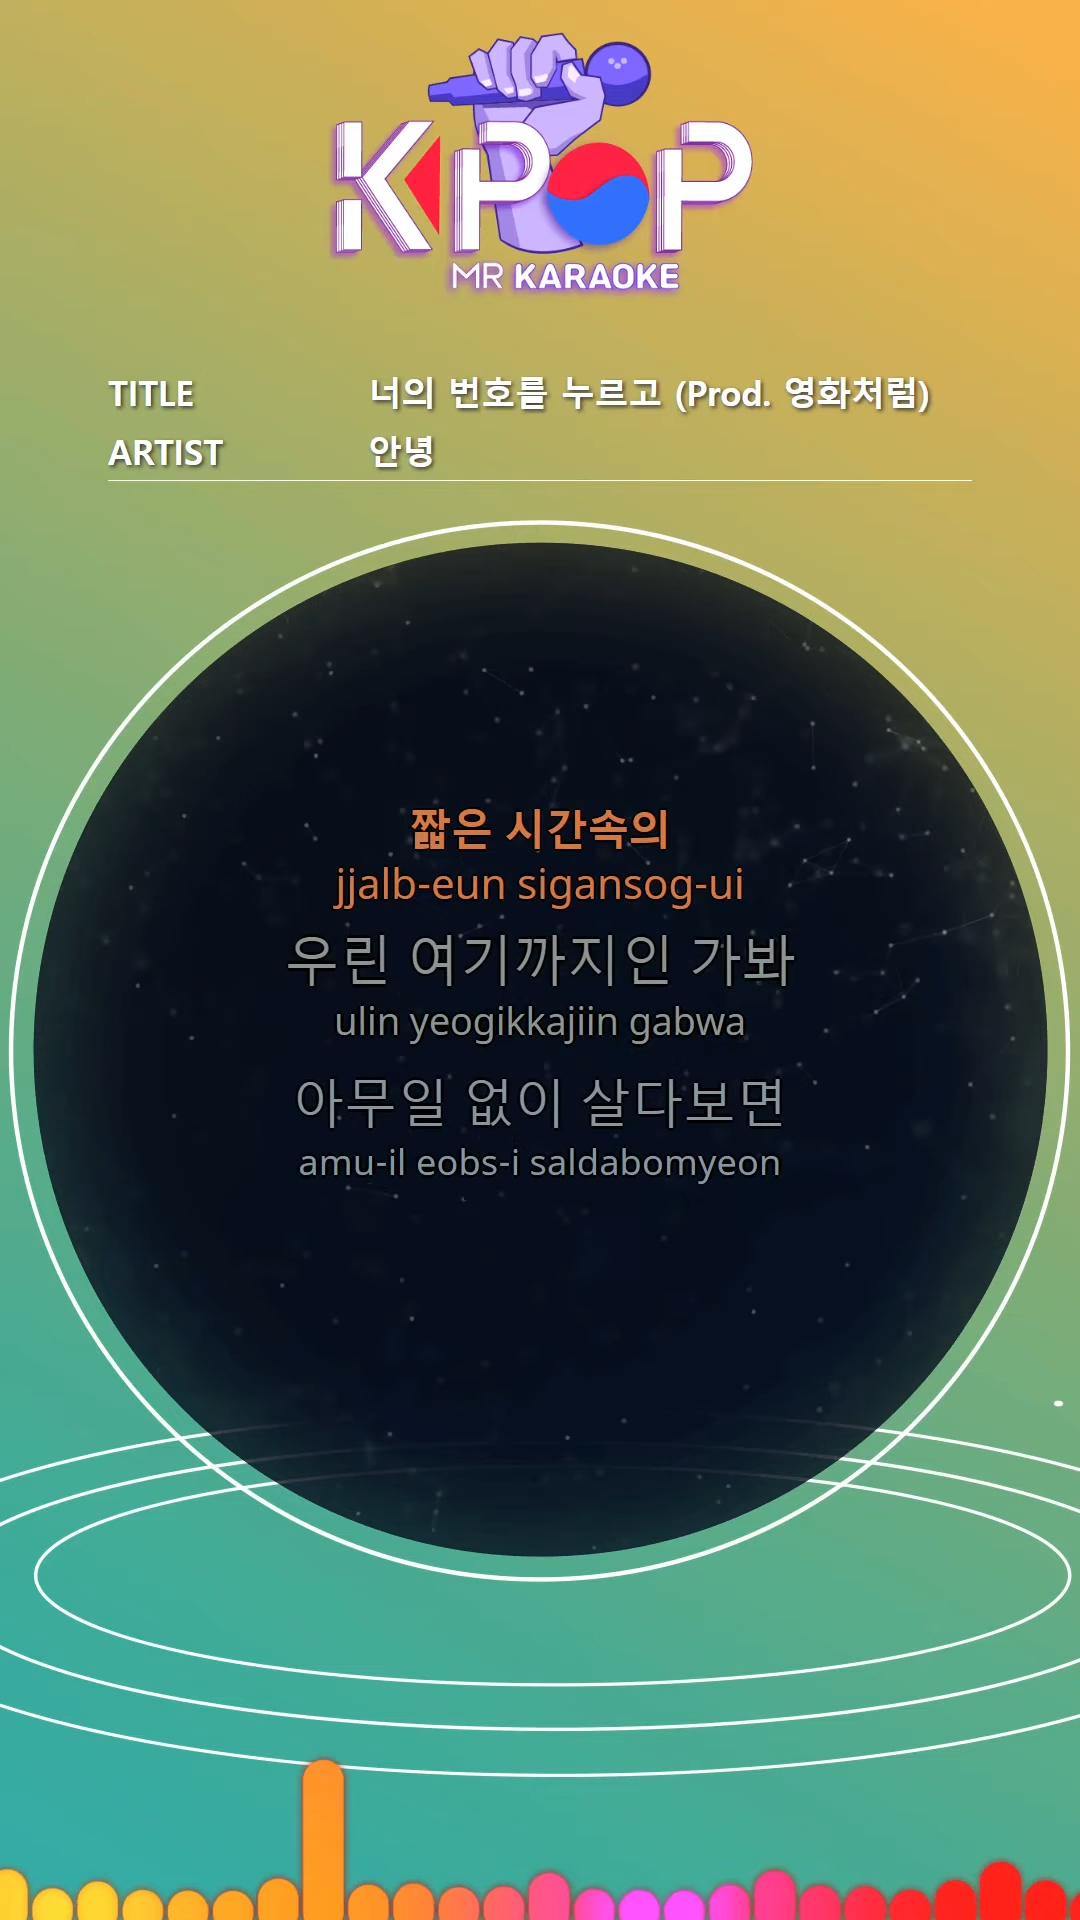 KPOP
MR KARAOKE
TITLE 너의 번호를 누르고 (Prod. 영화처럼)
ARTIST 안녕
짧은 시간속의
jjalb-eun sigansog-ui
우린 여기까지인 가봐
ulin yeogikkajiin gabwa
아무일 없이 살다보면
amu-il eobs-i saldabomyeon